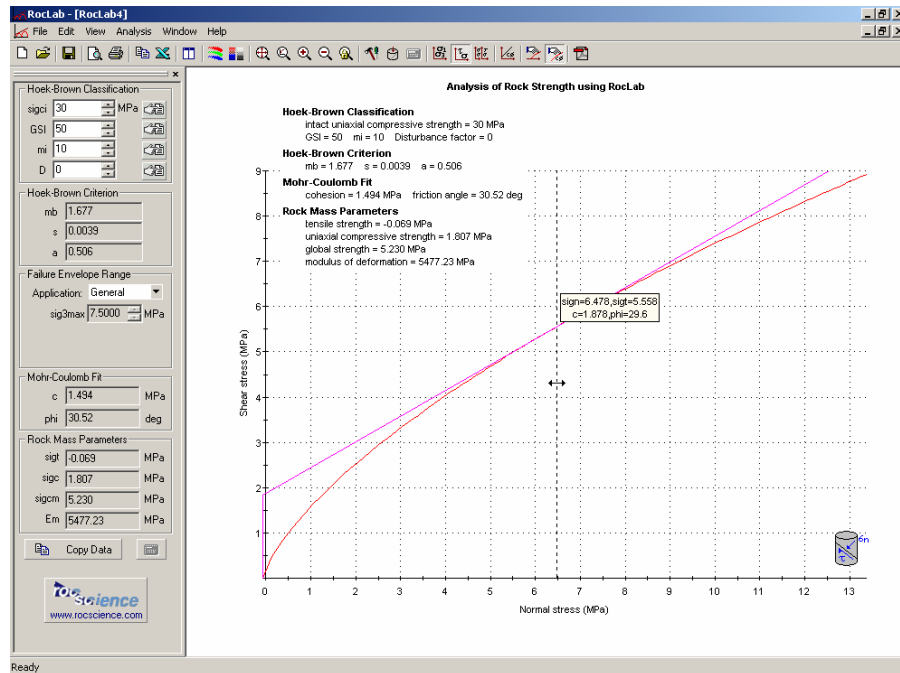 RocLab - [RocLab4]
File Edit View Analysis Window Help
Hoek-Brown Classification
sigci 30 MPa
GSI 50
mi 10
D 0
Hoek-Brown Criterion
mb 1.677
s 0.0039
a 0.506
Failure Envelope Range
Application: General
sig3max 7.5000 MPa
Mohr-Coulomb Fit
c 1.494 MPa
phi 30.52 deg
Rock Mass Parameters
sigt -0.069 MPa
sigc 1.807 MPa
sigcm 5.230 MPa
Em 5477.23 MPa
Copy Data
rocscience
www.rocscience.com
Analysis of Rock Strength using RocLab
Hoek-Brown Classification
intact uniaxial compressive strength = 30 MPa
GSI = 50 mi = 10 Disturbance factor = 0
Hoek-Brown Criterion
mb = 1.677 s = 0.0039 a = 0.506
Mohr-Coulomb Fit
cohesion = 1.494 MPa friction angle = 30.52 deg
Rock Mass Parameters
tensile strength = -0.069 MPa
uniaxial compressive strength = 1.807 MPa
global strength = 5.230 MPa
modulus of deformation = 5477.23 MPa
sign=6.478,sigt=5.558
c=1.878,phi=29.6
Shear stress (MPa)
9
8
7
6
5
4
3
2
1
0 1 2 3 4 5 6 7 8 9 10 11 12 13
Normal stress (MPa)
σn
τ
Ready